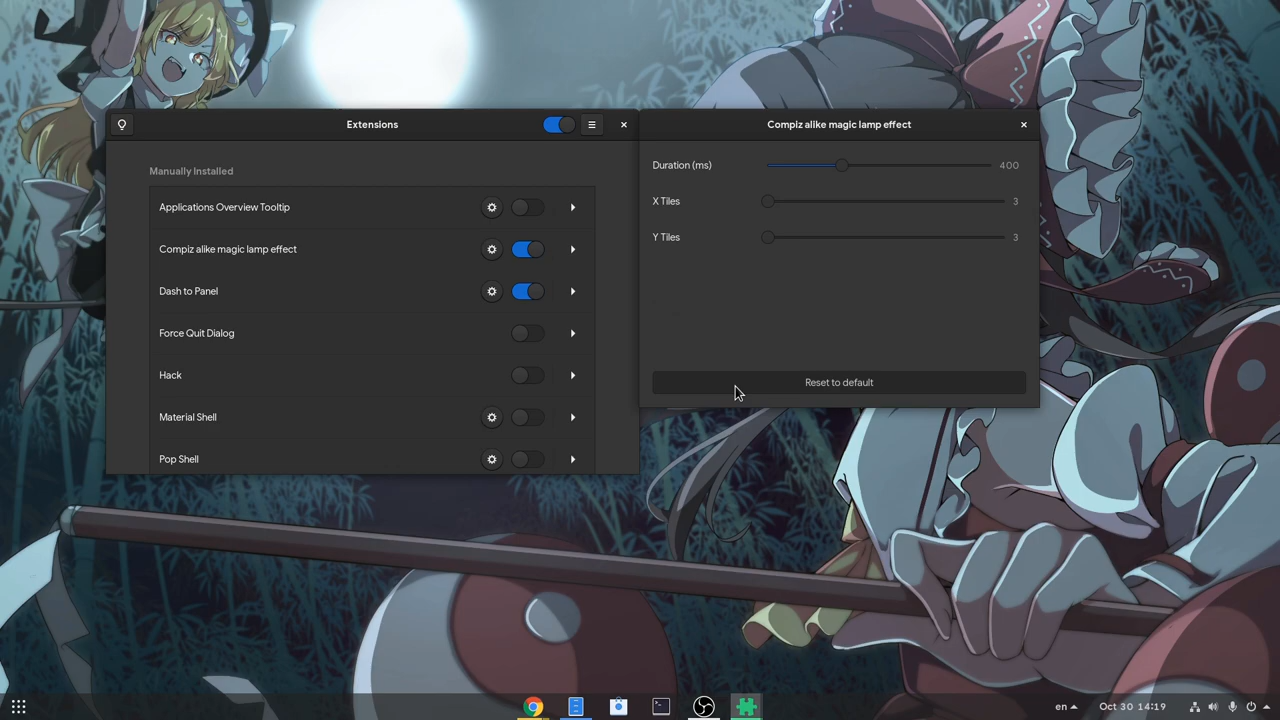 Extensions
Manually Installed
Applications Overview Tooltip
Compiz alike magic lamp effect
Dash to Panel
Force Quit Dialog
Hack
Material Shell
Pop Shell
Compiz alike magic lamp effect
Duration (ms) 400
X Tiles 3
Y Tiles 3
Reset to default
en Oct 30 14:19